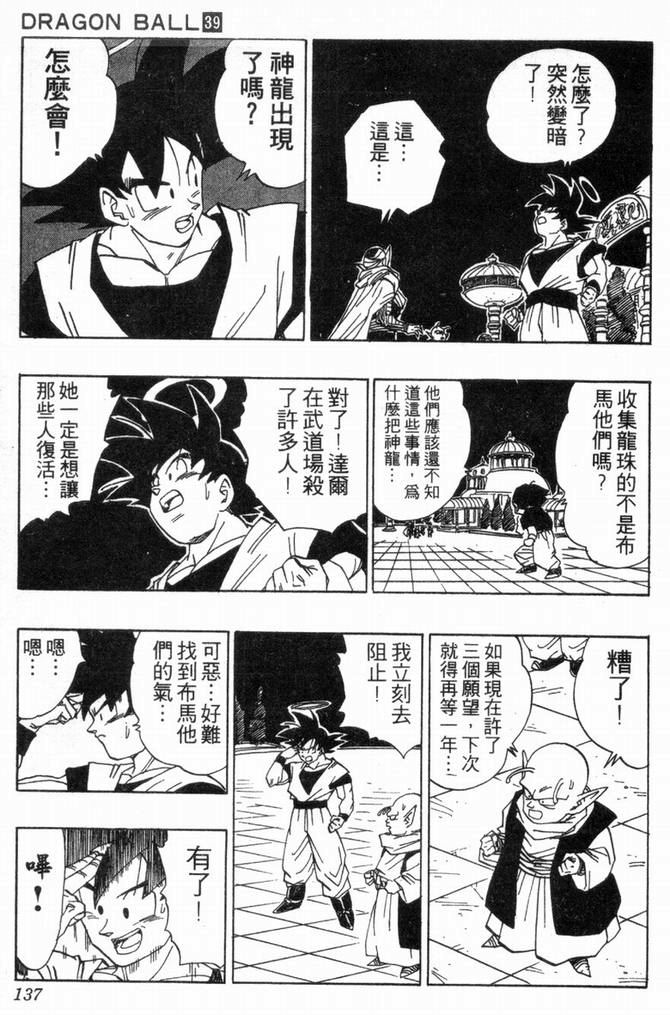 DRAGON BALL 39
怎麼了？
突然變暗
了！
這…
這是…
神龍出現
了嗎？
怎麼會！
收集龍珠的不是布
馬他們嗎？
他們應該還不知
道這些事情，為
什麼把神龍…
對了！達爾
在武道場殺
了許多人！
她一定是想讓
那些人復活…
糟了！
如果現在許了
三個願望，下次
就得再等一年…
我立刻去
阻止！
可惡…好難
找到布馬他
們的氣…
嗯…
嗯…
有了！
嗶！
137